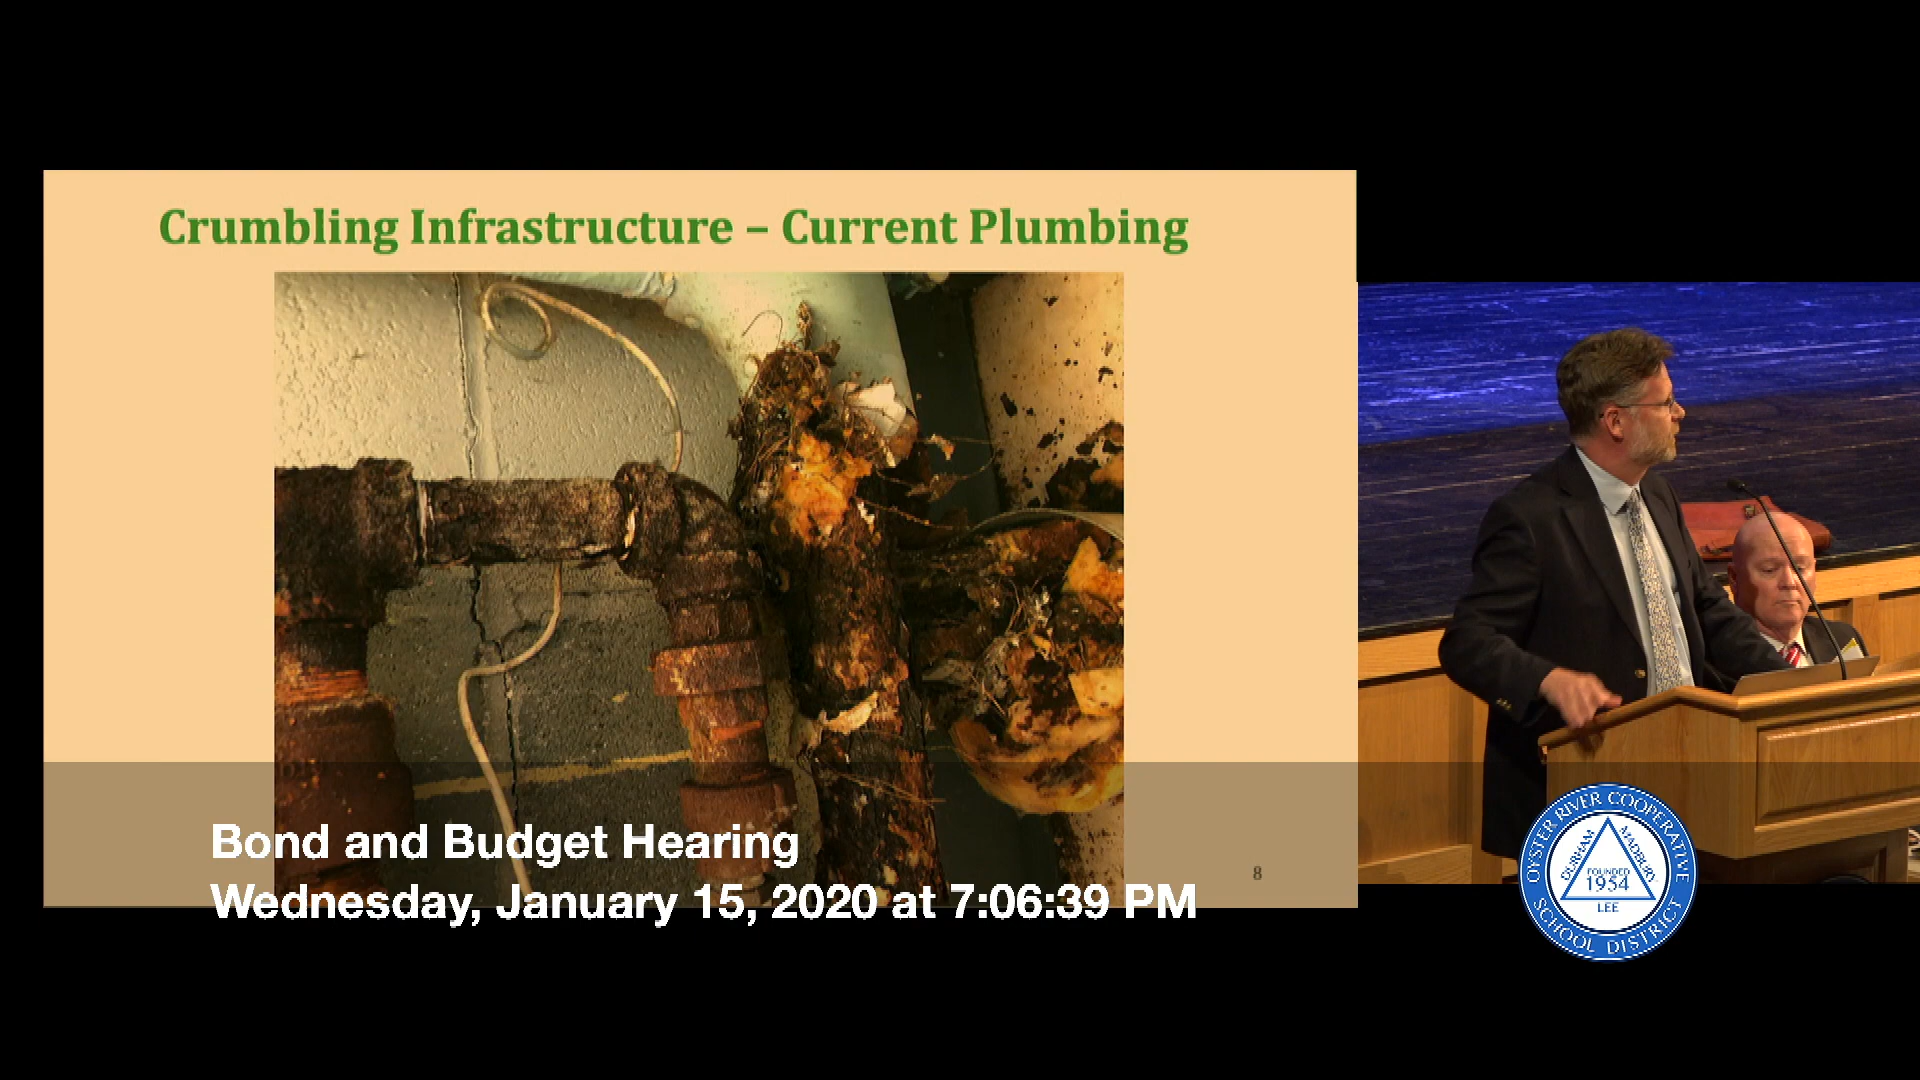 Crumbling Infrastructure – Current Plumbing
8
Bond and Budget Hearing
Wednesday, January 15, 2020 at 7:06:39 PM
OYSTER RIVER COOPERATIVE
DURHAM
MADBURY
FOUNDED
1954
LEE
SCHOOL DISTRICT